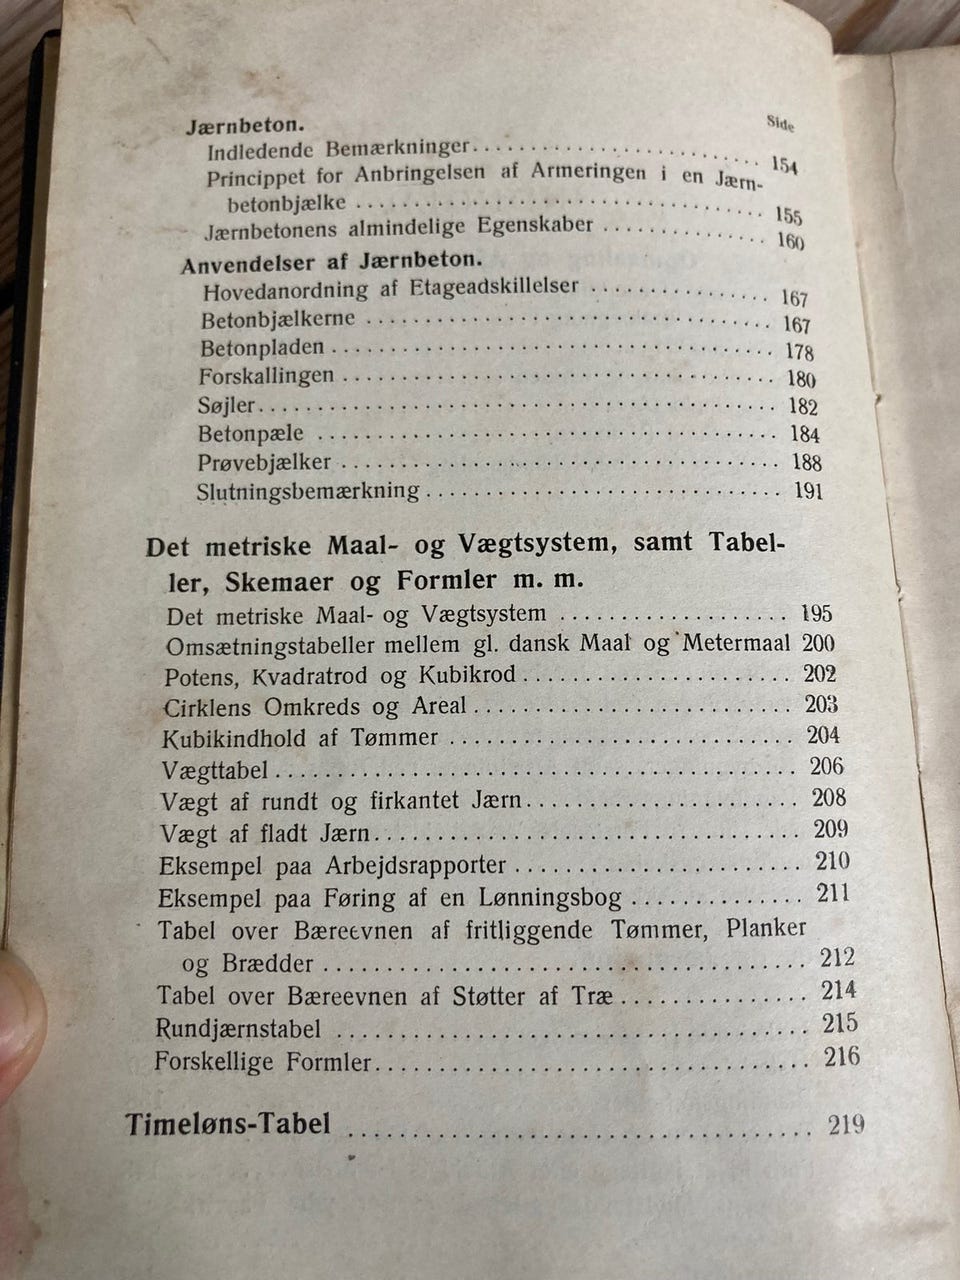 Side
Jærnbeton.
Indledende Bemærkninger........................ 154
Princippet for Anbringelsen af Armeringen i en Jærn-
betonbjælke .................................. 155
Jærnbetonens almindelige Egenskaber .............. 160
Anvendelser af Jærnbeton.
Hovedanordning af Etageadskillelser ................ 167
Betonbjælkerne .................................. 167
Betonpladen ..................................... 178
Forskallingen .................................... 180
Søjler........................................... 182
Betonpæle ...................................... 184
Prøvebjælker .................................... 188
Slutningsbemærkning.............................. 191
Det metriske Maal- og Vægtsystem, samt Tabel-
ler, Skemaer og Formler m. m.
Det metriske Maal- og Vægtsystem .................. 195
Omsætningstabeller mellem gl. dansk Maal og Metermaal 200
Potens, Kvadratrod og Kubikrod ...................... 202
Cirklens Omkreds og Areal .......................... 203
Kubikindhold af Tømmer ............................ 204
Vægttabel ........................................ 206
Vægt af rundt og firkantet Jærn...................... 208
Vægt af fladt Jærn................................. 209
Eksempel paa Arbejdsrapporter ...................... 210
Eksempel paa Føring af en Lønningsbog .............. 211
Tabel over Bæreevnen af fritliggende Tømmer, Planker
og Brædder ...................................... 212
Tabel over Bæreevnen af Støtter af Træ............... 214
Rundjærnstabel ................................... 215
Forskellige Formler................................ 216
Timeløns-Tabel .................................. 219